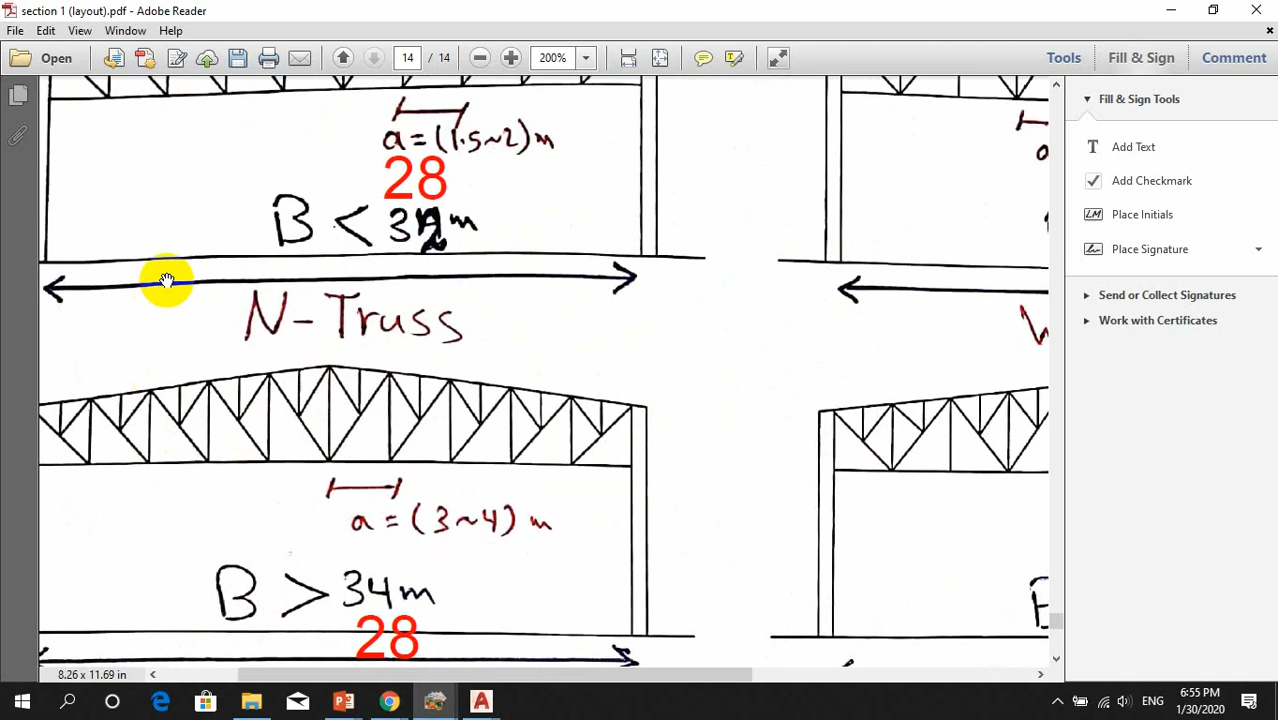 section 1 (layout).pdf - Adobe Reader
File Edit View Window Help
Open 14 / 14 200% Tools Fill & Sign Comment
Fill & Sign Tools
Add Text
Add Checkmark
Place Initials
Place Signature
Send or Collect Signatures
Work with Certificates
a = (1.5~2) m
28
B < 32 m
N-Truss
a = (3~4) m
B > 34m
28
8.26 x 11.69 in
ENG
6:55 PM
1/30/2020